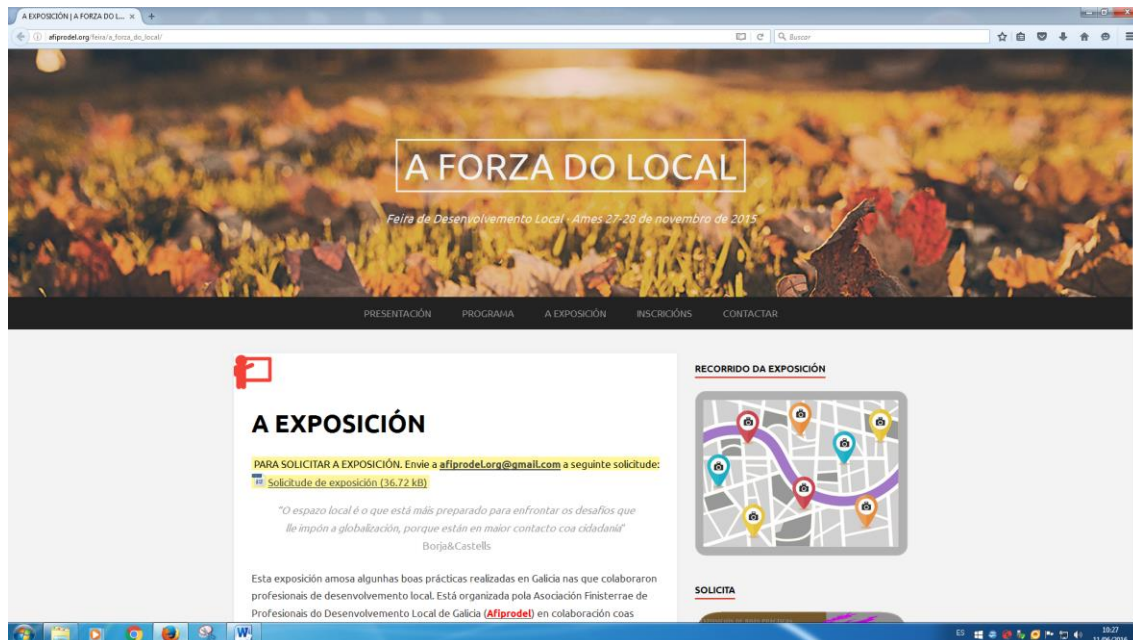 A EXPOSICIÓN | A FORZA DO L...
afiprodel.org/feira/a_forza_do_local/
Buscar
A FORZA DO LOCAL
Feira de Desenvolvemento Local · Ames 27-28 de novembro de 2015
PRESENTACIÓN PROGRAMA A EXPOSICIÓN INSCRICIÓNS CONTACTAR
A EXPOSICIÓN
PARA SOLICITAR A EXPOSICIÓN. Envie a afiprodel.org@gmail.com a seguinte solicitude:
Solicitude de exposición (36.72 kB)
"O espazo local é o que está máis preparado para enfrontar os desafíos que
lle impón a globalización, porque están en maior contacto coa cidadanía"
Borja&Castells
Esta exposición amosa algunhas boas prácticas realizadas en Galicia nas que colaboraron
profesionais de desenvolvemento local. Está organizada pola Asociación Finisterrae de
Profesionais do Desenvolvemento Local de Galicia (Afiprodel) en colaboración coas
RECORRIDO DA EXPOSICIÓN
SOLICITA
ES
10:27